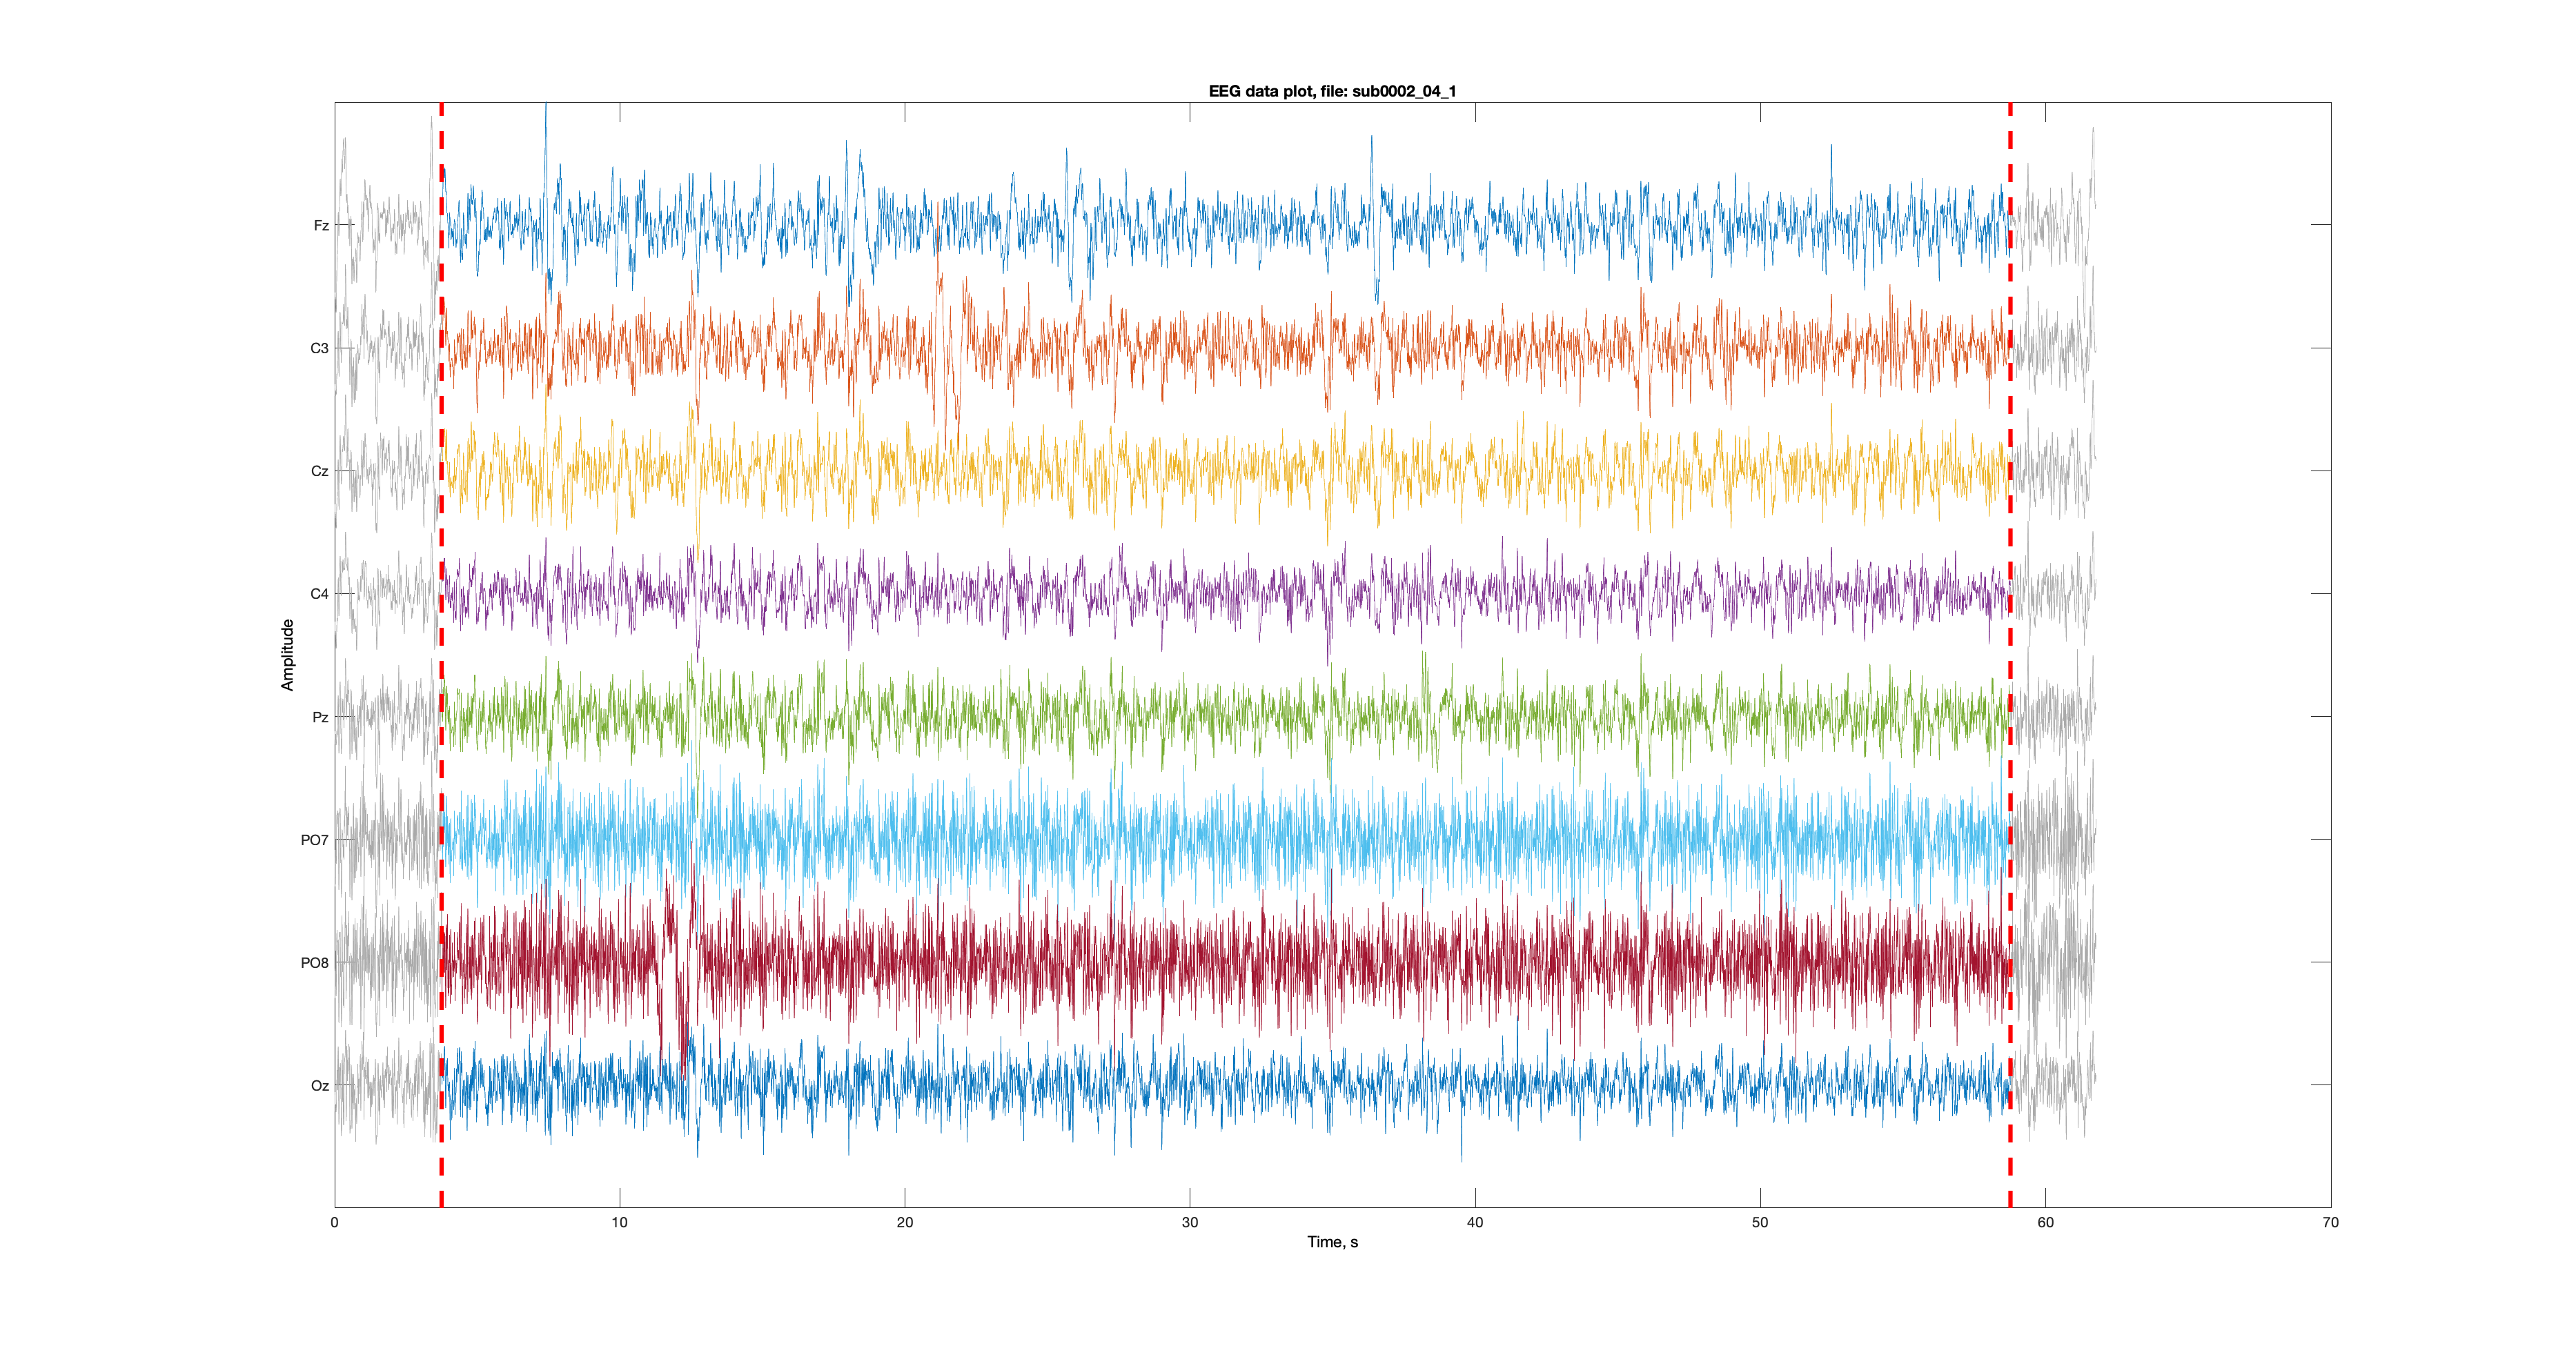 EEG data plot, file: sub0002_04_1
Fz
C3
Cz
C4
Pz
PO7
PO8
Oz
Amplitude
0 10 20 30 40 50 60 70
Time, s